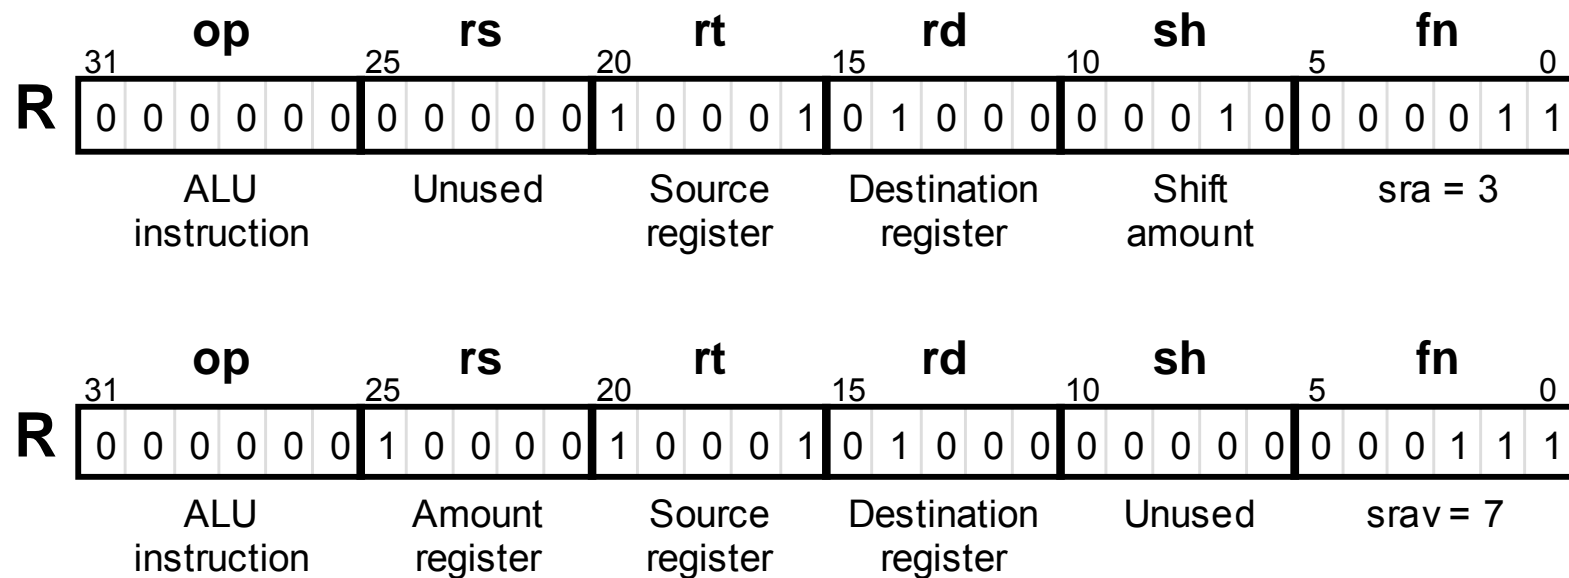 op rs rt rd sh fn
31 25 20 15 10 5 0
R 0 0 0 0 0 0 0 0 0 0 0 1 0 0 0 1 0 1 0 0 0 0 0 0 1 0 0 0 0 0 1 1
ALU Unused Source Destination Shift sra = 3
instruction register register amount
op rs rt rd sh fn
31 25 20 15 10 5 0
R 0 0 0 0 0 0 1 0 0 0 0 1 0 0 0 1 0 1 0 0 0 0 0 0 0 0 0 0 0 1 1 1
ALU Amount Source Destination Unused srav = 7
instruction register register register